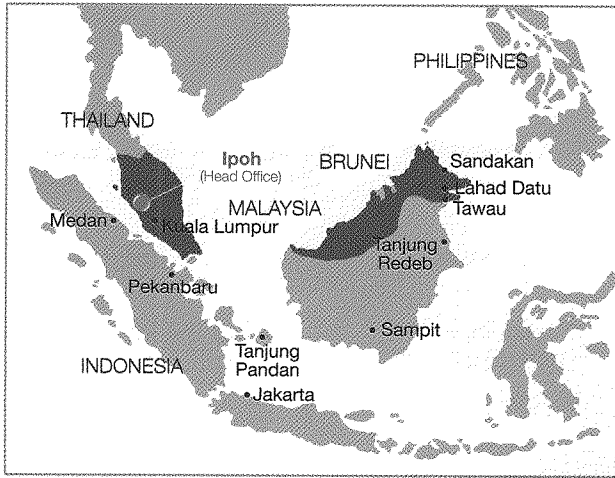 PHILIPPINES
THAILAND
Ipoh
(Head Office)
BRUNEI
Sandakan
Lahad Datu
Tawau
MALAYSIA
Medan
Kuala Lumpur
Tanjung
Redeb
Pekanbaru
Sampit
INDONESIA
Tanjung
Pandan
Jakarta